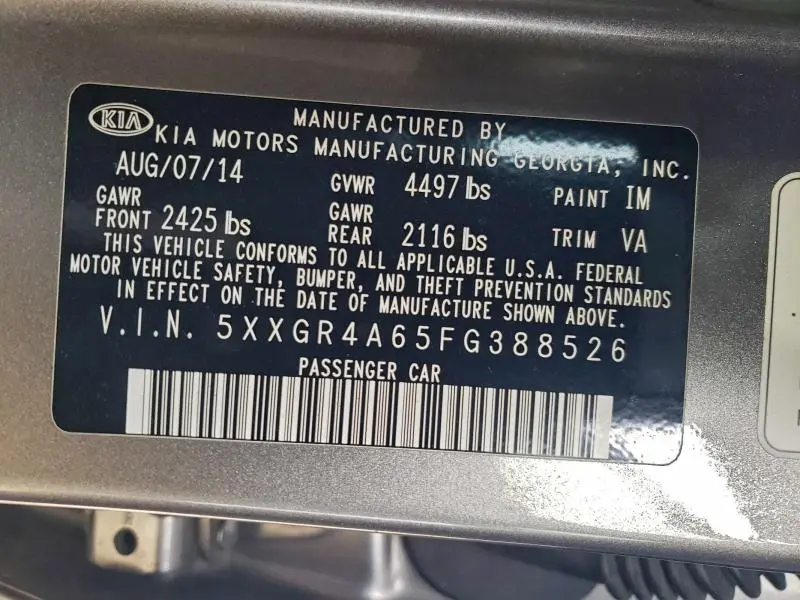 KIA
MANUFACTURED BY
KIA MOTORS MANUFACTURING GEORGIA, INC.
AUG/07/14 GVWR 4497 lbs PAINT IM
GAWR FRONT 2425 lbs GAWR REAR 2116 lbs TRIM VA
THIS VEHICLE CONFORMS TO ALL APPLICABLE U.S.A. FEDERAL
MOTOR VEHICLE SAFETY, BUMPER, AND THEFT PREVENTION STANDARDS
IN EFFECT ON THE DATE OF MANUFACTURE SHOWN ABOVE.
V.I.N. 5XXGR4A65FG388526
PASSENGER CAR